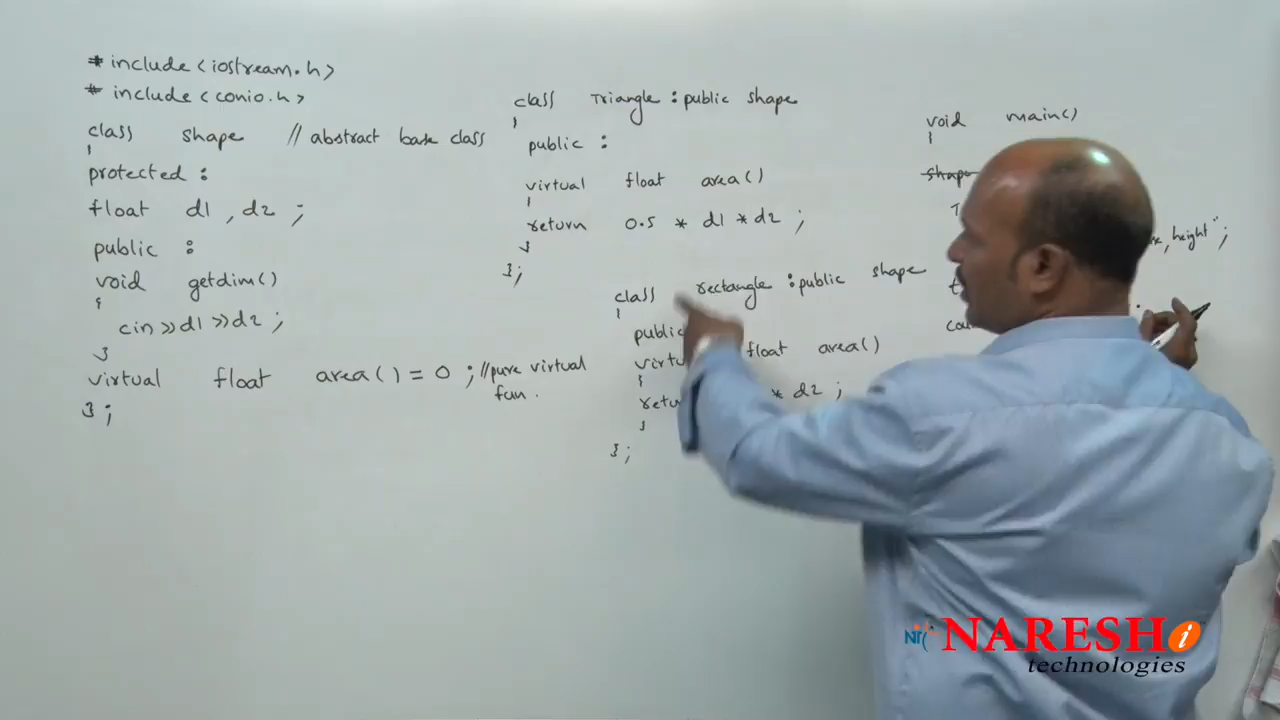 # include <iostream.h>
# include <conio.h>
class shape // abstract base class
{
protected :
float d1 , d2 ;
public :
void getdim()
{
cin >> d1 >> d2 ;
}
virtual float area() = 0 ; //pure virtual
fun .
} ;
class Triangle : public shape
{
public :
virtual float area()
{
return 0.5 * d1 * d2 ;
}
} ;
class rectangle : public shape
{
public
float area()
{
* d2 ;
}
} ;
void main()
{
shape
height" ;
NARESH i
technologies